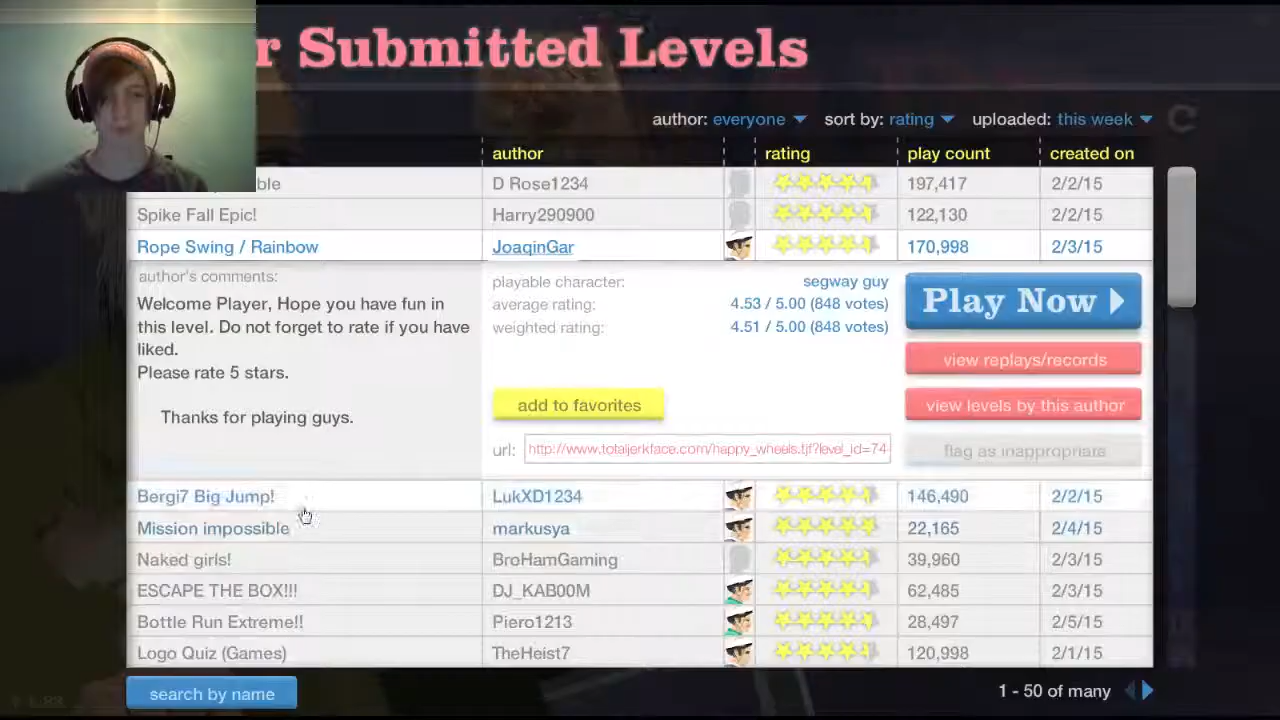 r Submitted Levels
author: everyone sort by: rating uploaded: this week
author rating play count created on
ble D Rose1234 197,417 2/2/15
Spike Fall Epic! Harry290900 122,130 2/2/15
Rope Swing / Rainbow JoaqinGar 170,998 2/3/15
author's comments:
Welcome Player, Hope you have fun in
this level. Do not forget to rate if you have
liked.
Please rate 5 stars.
Thanks for playing guys.
playable character: segway guy
average rating: 4.53 / 5.00 (848 votes)
weighted rating: 4.51 / 5.00 (848 votes)
add to favorites
url: http://www.totaljerkface.com/happy_wheels.tjf?level_id=74
Play Now
view replays/records
view levels by this author
flag as inappropriate
Bergi7 Big Jump! LukXD1234 146,490 2/2/15
Mission impossible markusya 22,165 2/4/15
Naked girls! BroHamGaming 39,960 2/3/15
ESCAPE THE BOX!!! DJ_KAB00M 62,485 2/3/15
Bottle Run Extreme!! Piero1213 28,497 2/5/15
Logo Quiz (Games) TheHeist7 120,998 2/1/15
search by name 1 - 50 of many